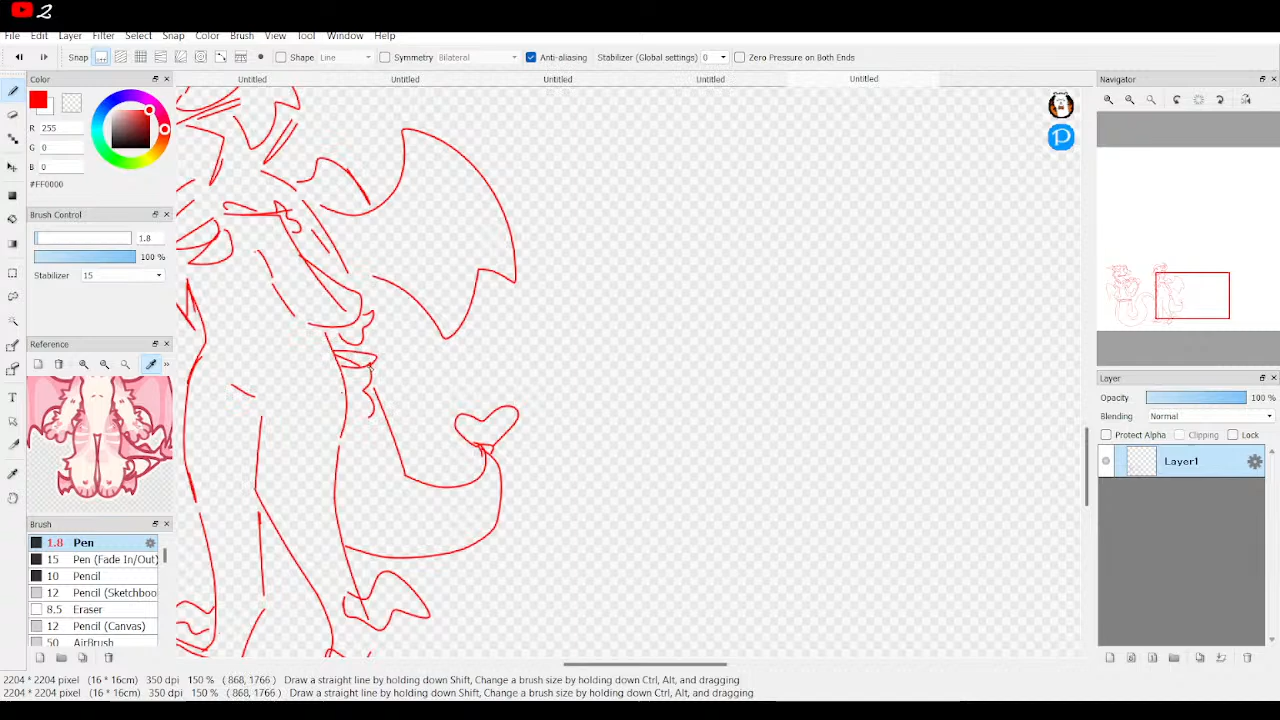 2
File Edit Layer Filter Select Snap Color Brush View Tool Window Help
Snap Shape Line Symmetry Bilateral Anti-aliasing Stabilizer (Global settings) 0 Zero Pressure on Both Ends
Color
Untitled Untitled Untitled Untitled Untitled
Navigator
R 255
G 0
B 0
#FF0000
Brush Control
1.8
100 %
Stabilizer 15
Reference
»
Layer
Opacity 100 %
Blending Normal
Protect Alpha Clipping Lock
Layer1
Brush
1.8 Pen
15 Pen (Fade In/Out)
10 Pencil
12 Pencil (Sketchboo
8.5 Eraser
12 Pencil (Canvas)
50 AirBrush
2204 * 2204 pixel (16 * 16cm) 350 dpi 150 % ( 868, 1766) Draw a straight line by holding down Shift, Change a brush size by holding down Ctrl, Alt, and dragging
2204 * 2204 pixel (16 * 16cm) 350 dpi 150 % ( 868, 1766) Draw a straight line by holding down Shift, Change a brush size by holding down Ctrl, Alt, and dragging